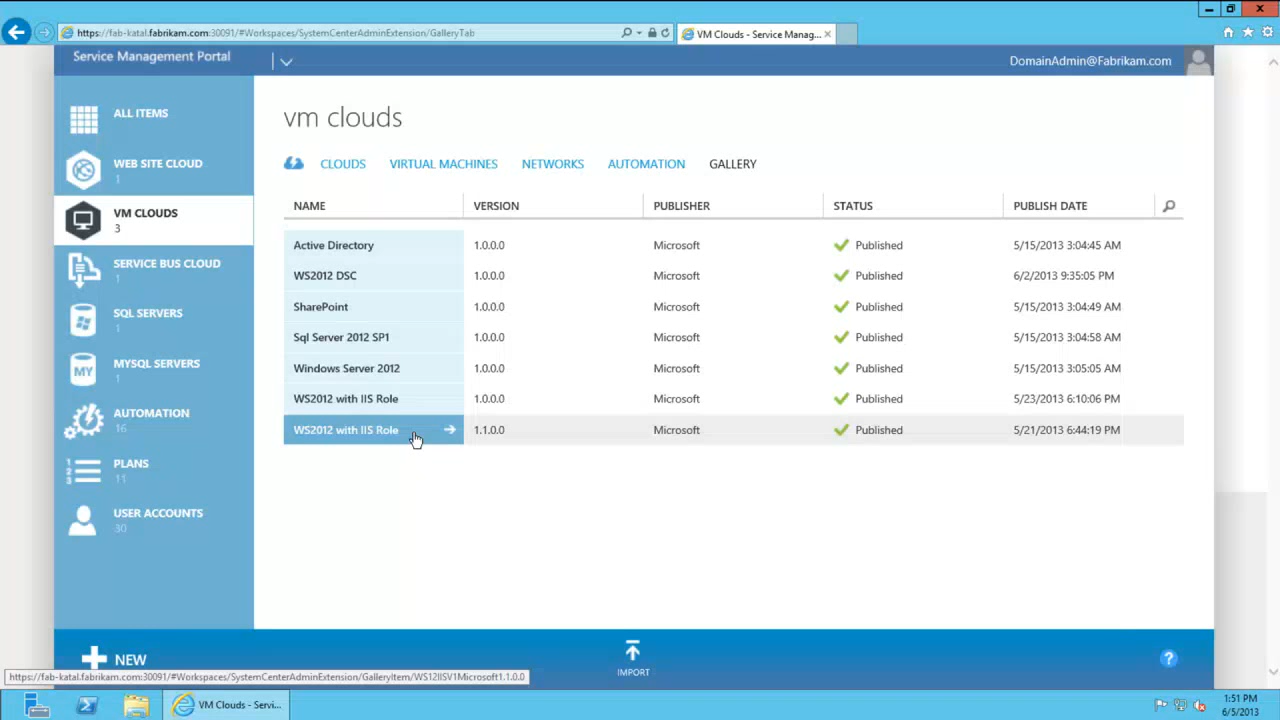 https://fab-katal.fabrikam.com:30091/#Workspaces/SystemCenterAdminExtension/GalleryTab
VM Clouds - Service Manag...
Service Management Portal
DomainAdmin@Fabrikam.com
ALL ITEMS
WEB SITE CLOUD
1
VM CLOUDS
3
SERVICE BUS CLOUD
1
SQL SERVERS
1
MY
MYSQL SERVERS
1
AUTOMATION
16
1
2
3
PLANS
11
USER ACCOUNTS
30
vm clouds
CLOUDS VIRTUAL MACHINES NETWORKS AUTOMATION GALLERY
NAME VERSION PUBLISHER STATUS PUBLISH DATE
Active Directory 1.0.0.0 Microsoft Published 5/15/2013 3:04:45 AM
WS2012 DSC 1.0.0.0 Microsoft Published 6/2/2013 9:35:05 PM
SharePoint 1.0.0.0 Microsoft Published 5/15/2013 3:04:49 AM
Sql Server 2012 SP1 1.0.0.0 Microsoft Published 5/15/2013 3:04:58 AM
Windows Server 2012 1.0.0.0 Microsoft Published 5/15/2013 3:05:05 AM
WS2012 with IIS Role 1.0.0.0 Microsoft Published 5/23/2013 6:10:06 PM
WS2012 with IIS Role 1.1.0.0 Microsoft Published 5/21/2013 6:44:19 PM
NEW
IMPORT
?
https://fab-katal.fabrikam.com:30091/#Workspaces/SystemCenterAdminExtension/GalleryItem/WS12IISV1Microsoft1.1.0.0
VM Clouds - Servi...
1:51 PM
6/5/2013